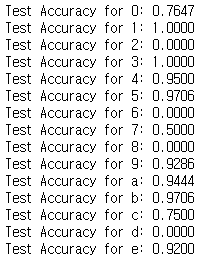 Test Accuracy for 0: 0.7647
Test Accuracy for 1: 1.0000
Test Accuracy for 2: 0.0000
Test Accuracy for 3: 1.0000
Test Accuracy for 4: 0.9500
Test Accuracy for 5: 0.9706
Test Accuracy for 6: 0.0000
Test Accuracy for 7: 0.5000
Test Accuracy for 8: 0.0000
Test Accuracy for 9: 0.9286
Test Accuracy for a: 0.9444
Test Accuracy for b: 0.9706
Test Accuracy for c: 0.7500
Test Accuracy for d: 0.0000
Test Accuracy for e: 0.9200